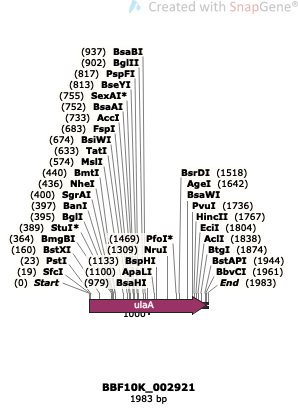 Created with SnapGene®
(937) BsaBI
(902) BglII
(817) PspFI
(813) BseYI
(755) SexAI*
(752) BsaAI
(733) AccI
(683) FspI
(674) BsiWI
(633) TatI
(574) MslI
(440) BmtI
(436) NheI
(400) SgrAI
(397) BanI
(395) BglI
(389) StuI*
(364) BmgBI
(160) BstXI
(23) PstI
(19) SfcI
(0) Start
(1469) PfoI*
(1309) NruI
(1133) BspHI
(1100) ApaLI
(979) BsaHI
BsrDI (1518)
AgeI (1642)
BsaWI
PvuI (1736)
HincII (1767)
EciI (1804)
AclI (1838)
BtgI (1874)
BstAPI (1944)
BbvCI (1961)
End (1983)
ulaA
1000
BBF10K_002921
1983 bp